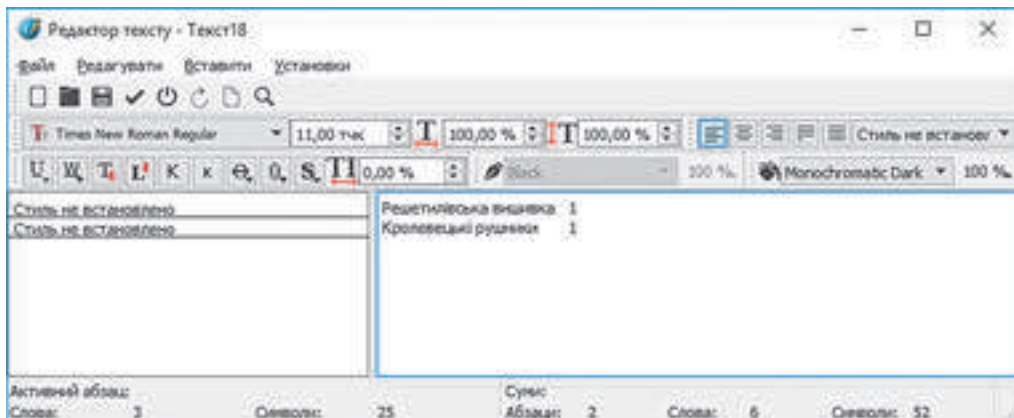 Редактор тексту - Текст18
Файл Редагувати Вставити Установки
Times New Roman Regular 11,00 тчк 100,00 % 100,00 % Стиль не встановл
0,00 % Black 100 % Monochromatic Dark 100 %
Стиль не встановлено Решетилівська вишивка 1
Стиль не встановлено Кролевецькі рушники 1
Активний абзац: Суми:
Слова: 3 Символи: 25 Абзаци: 2 Слова: 6 Символи: 52